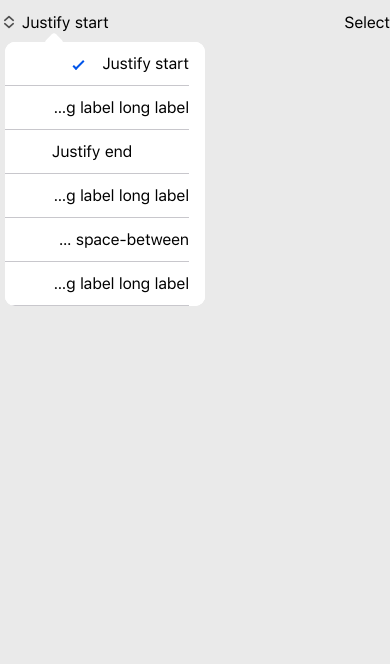 Justify start Select
Justify start
...g label long label
Justify end
...g label long label
... space-between
...g label long label